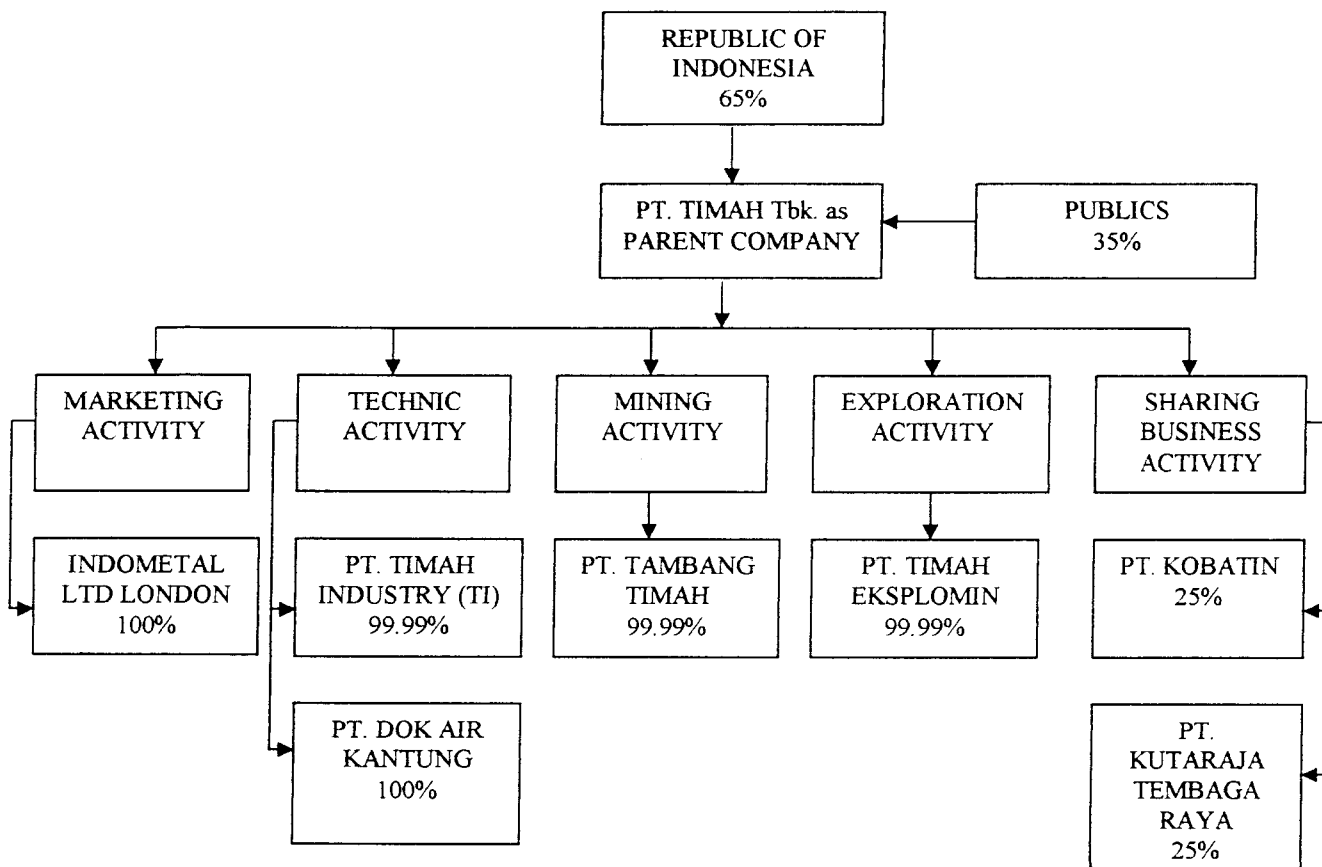 REPUBLIC OF
INDONESIA
65%
PT. TIMAH Tbk. as
PARENT COMPANY
PUBLICS
35%
MARKETING
ACTIVITY
TECHNIC
ACTIVITY
MINING
ACTIVITY
EXPLORATION
ACTIVITY
SHARING
BUSINESS
ACTIVITY
INDOMETAL
LTD LONDON
100%
PT. TIMAH
INDUSTRY (TI)
99.99%
PT. TAMBANG
TIMAH
99.99%
PT. TIMAH
EKSPLOMIN
99.99%
PT. KOBATIN
25%
PT. DOK AIR
KANTUNG
100%
PT.
KUTARAJA
TEMBAGA
RAYA
25%